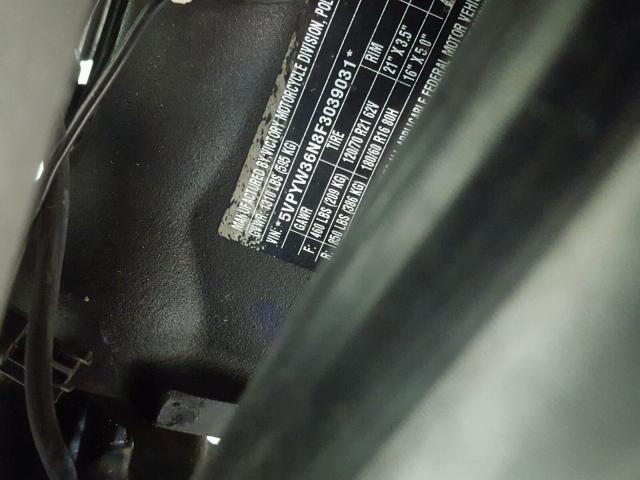 MANUFACTURED BY,VICTORY MOTORCYCLE DIVISION, POL
GVWR 1310 LBS (595 KG)
VIN: *5VPYW36N8F3039031*
GAWR TIRE RIM
F: 460 LBS (209 KG) 120/70 R21 62V 21" X 3.5"
R: 850 LBS (386 KG) 180/60 R16 80H 16" X 5.0"
ALL APPLICABLE FEDERAL MOTOR VEHIC